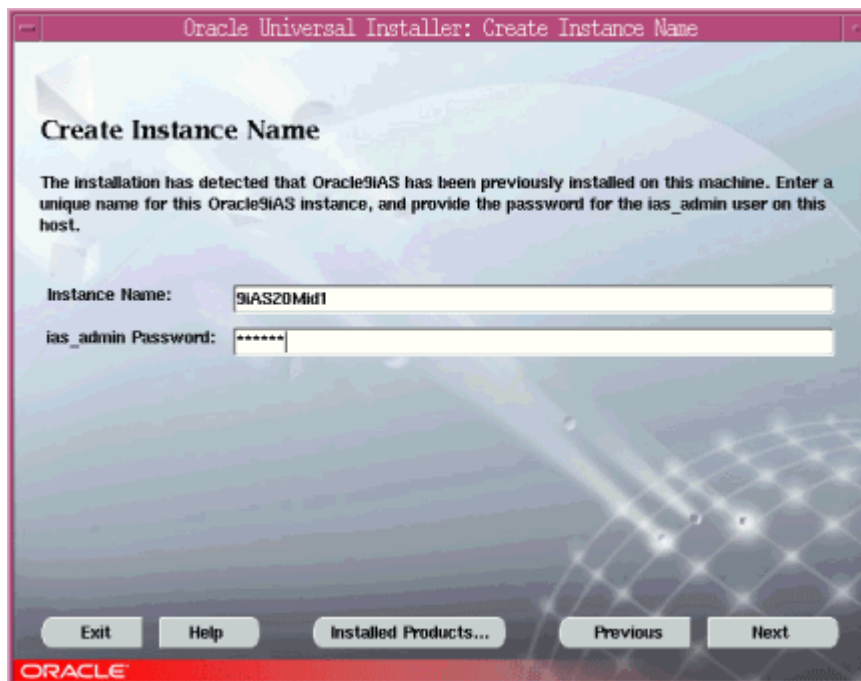 Oracle Universal Installer: Create Instance Name
Create Instance Name
The installation has detected that Oracle9iAS has been previously installed on this machine. Enter a
unique name for this Oracle9iAS instance, and provide the password for the ias_admin user on this
host.
Instance Name: 9iAS20Mid1
ias_admin Password: ******
Exit Help Installed Products... Previous Next
ORACLE